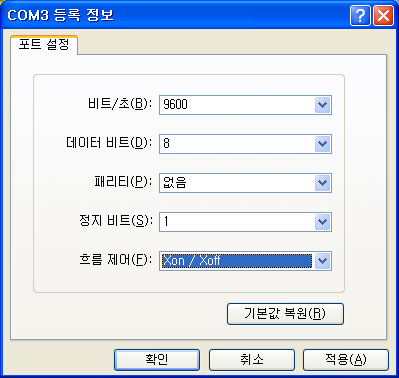 COM3 등록 정보
포트 설정
비트/초(B): 9600
데이터 비트(D): 8
패리티(P): 없음
정지 비트(S): 1
흐름 제어(F): Xon / Xoff
기본값 복원(R)
확인 취소 적용(A)